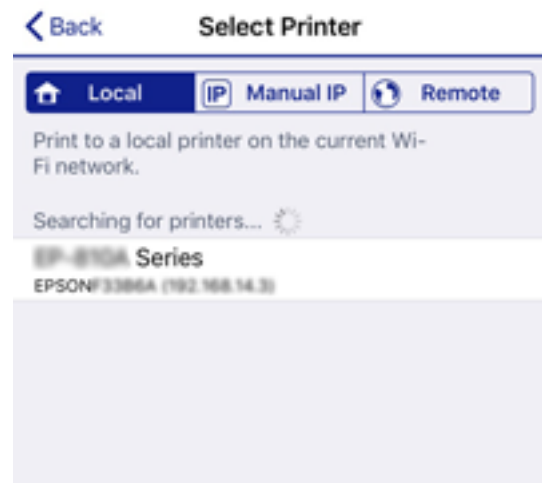 Back
Select Printer
Local
IP Manual IP
Remote
Print to a local printer on the current Wi-
Fi network.
Searching for printers...
Series
EPSON